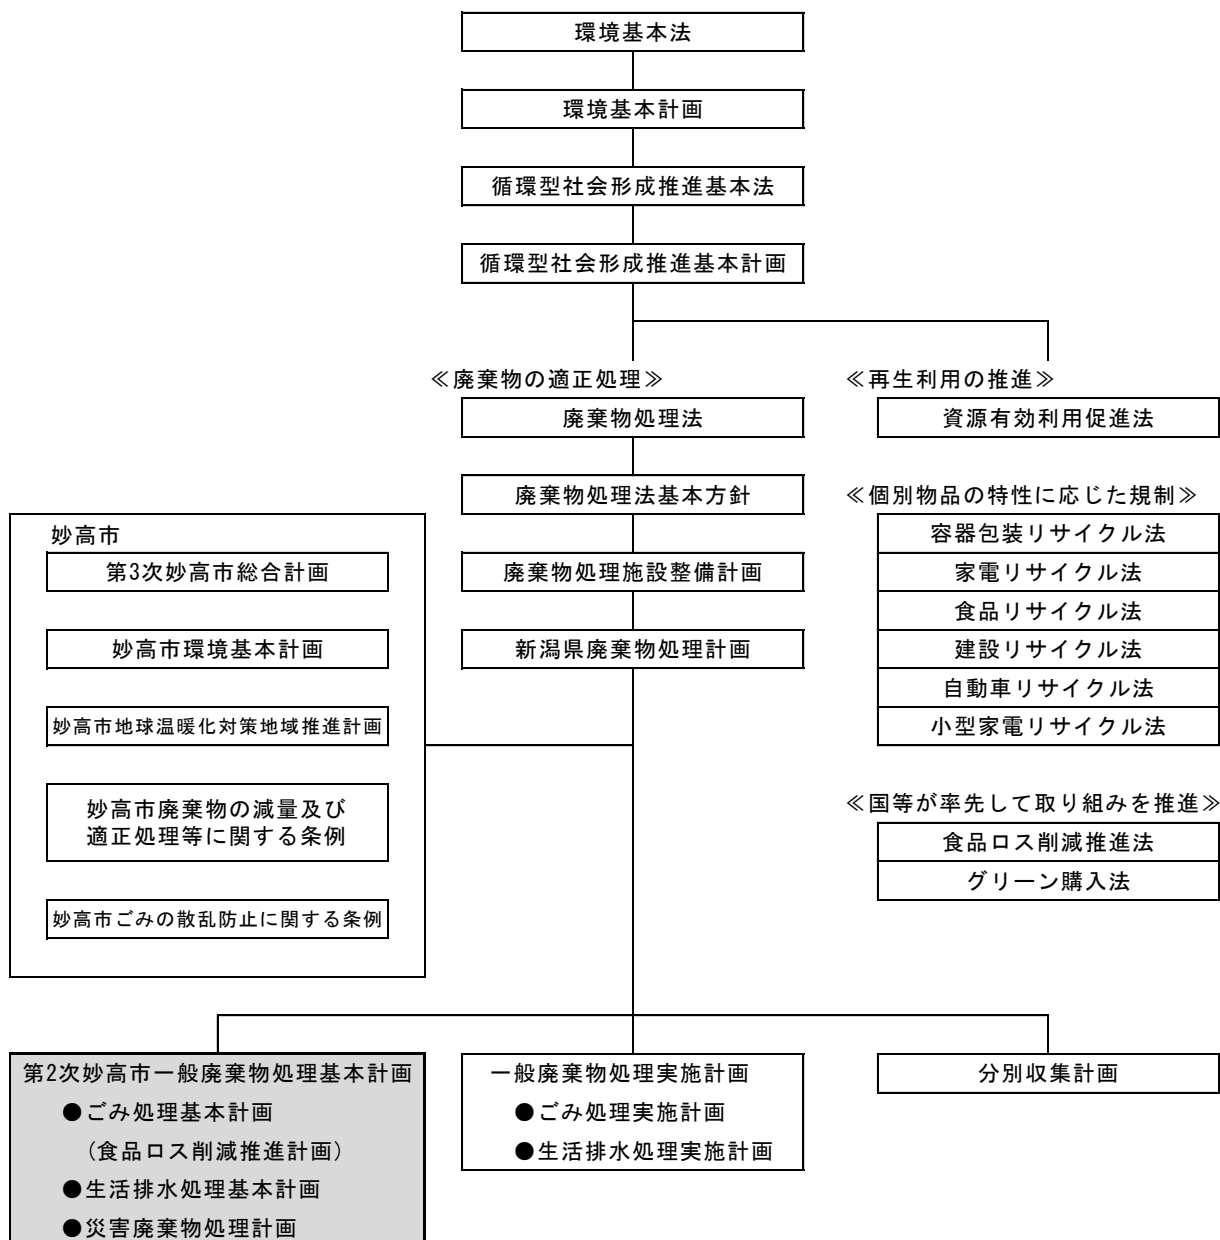 環境基本法
環境基本計画
循環型社会形成推進基本法
循環型社会形成推進基本計画
≪廃棄物の適正処理≫
廃棄物処理法
廃棄物処理法基本方針
廃棄物処理施設整備計画
新潟県廃棄物処理計画
≪再生利用の推進≫
資源有効利用促進法
≪個別物品の特性に応じた規制≫
容器包装リサイクル法
家電リサイクル法
食品リサイクル法
建設リサイクル法
自動車リサイクル法
小型家電リサイクル法
≪国等が率先して取り組みを推進≫
食品ロス削減推進法
グリーン購入法
妙高市
第3次妙高市総合計画
妙高市環境基本計画
妙高市地球温暖化対策地域推進計画
妙高市廃棄物の減量及び
適正処理等に関する条例
妙高市ごみの散乱防止に関する条例
第2次妙高市一般廃棄物処理基本計画
●ごみ処理基本計画
(食品ロス削減推進計画)
●生活排水処理基本計画
●災害廃棄物処理計画
一般廃棄物処理実施計画
●ごみ処理実施計画
●生活排水処理実施計画
分別収集計画